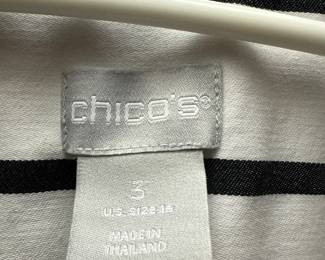 chico's®
3
U.S. SIZE 16
MADE IN
THAILAND